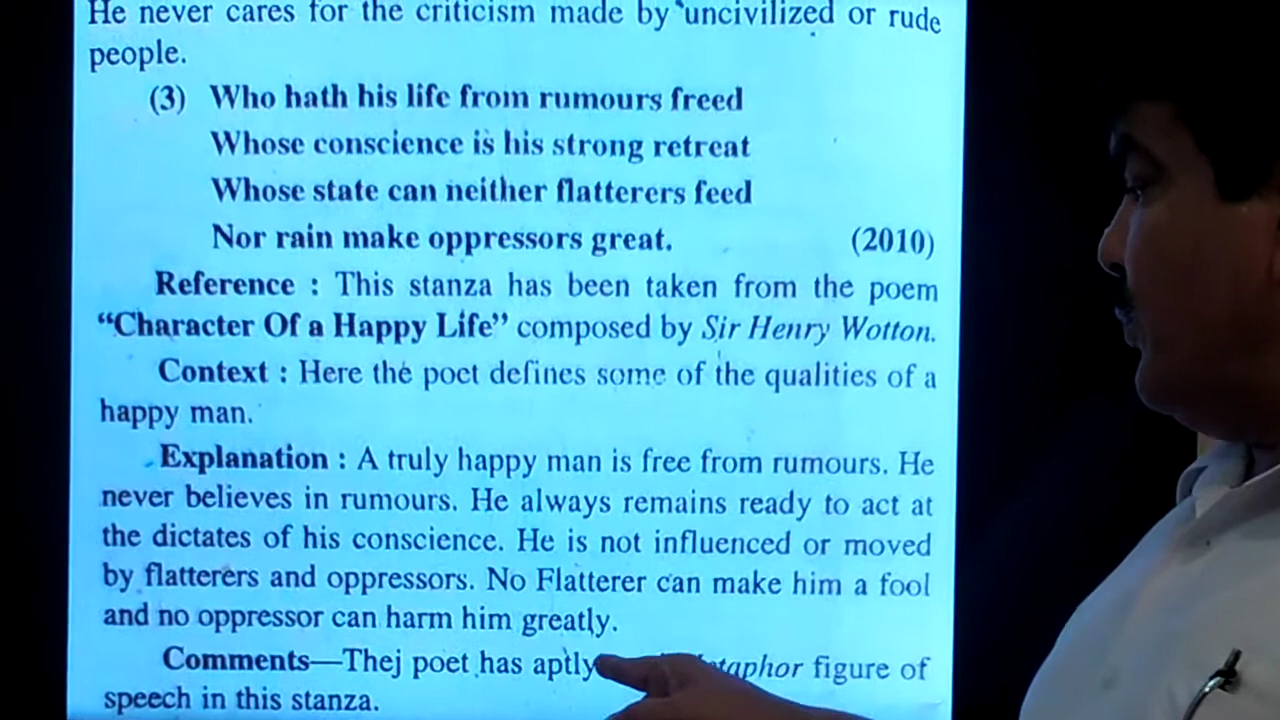 He never cares for the criticism made by uncivilized or rude
people.
(3) Who hath his life from rumours freed
Whose conscience is his strong retreat
Whose state can neither flatterers feed
Nor rain make oppressors great. (2010)
Reference : This stanza has been taken from the poem
“Character Of a Happy Life” composed by Sir Henry Wotton.
Context : Here the poet defines some of the qualities of a
happy man.
Explanation : A truly happy man is free from rumours. He
never believes in rumours. He always remains ready to act at
the dictates of his conscience. He is not influenced or moved
by flatterers and oppressors. No Flatterer can make him a fool
and no oppressor can harm him greatly.
Comments—Thej poet has aptly figure of
speech in this stanza.